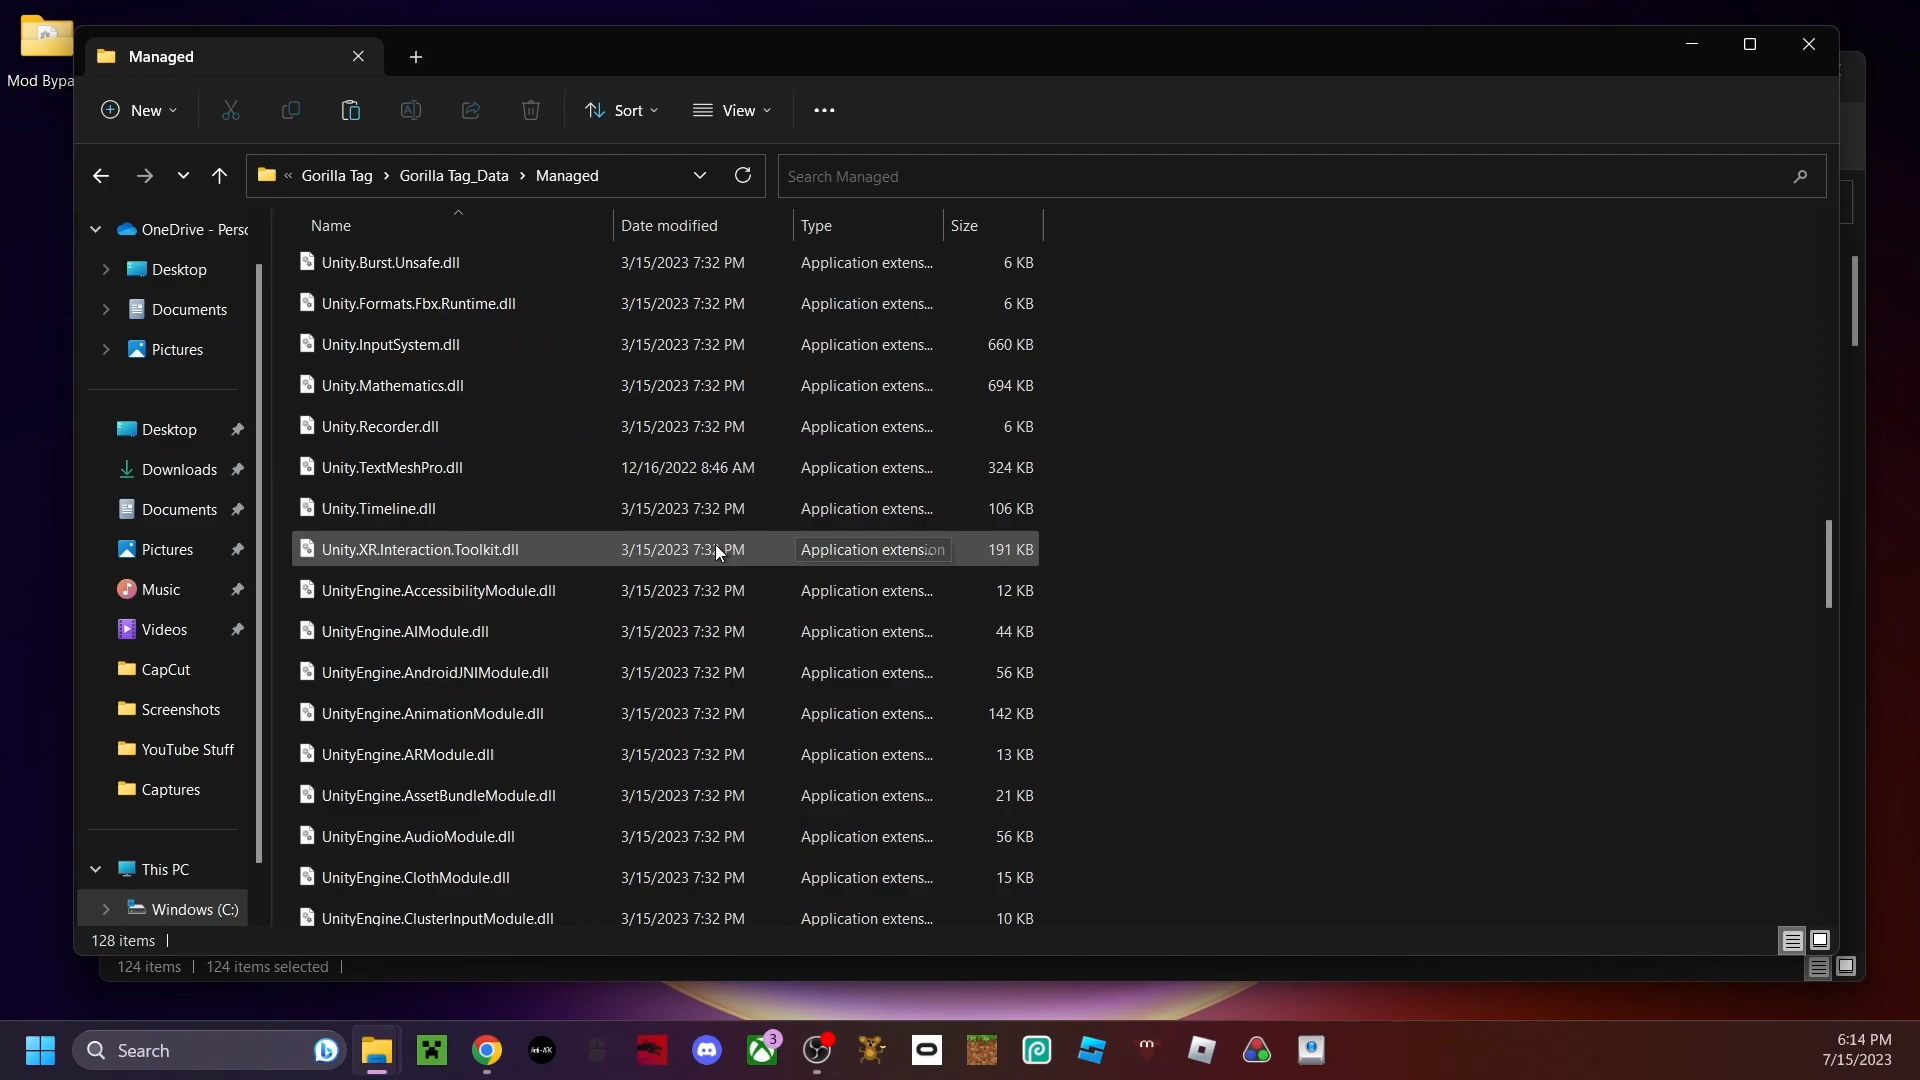 Mod Bypa
Managed
New
Sort
View
Gorilla Tag > Gorilla Tag_Data > Managed
Search Managed
OneDrive - Persc
Desktop
Documents
Pictures
Desktop
Downloads
Documents
Pictures
Music
Videos
CapCut
Screenshots
YouTube Stuff
Captures
This PC
Windows (C:)
Name Date modified Type Size
Unity.Burst.Unsafe.dll 3/15/2023 7:32 PM Application extens... 6 KB
Unity.Formats.Fbx.Runtime.dll 3/15/2023 7:32 PM Application extens... 6 KB
Unity.InputSystem.dll 3/15/2023 7:32 PM Application extens... 660 KB
Unity.Mathematics.dll 3/15/2023 7:32 PM Application extens... 694 KB
Unity.Recorder.dll 3/15/2023 7:32 PM Application extens... 6 KB
Unity.TextMeshPro.dll 12/16/2022 8:46 AM Application extens... 324 KB
Unity.Timeline.dll 3/15/2023 7:32 PM Application extens... 106 KB
Unity.XR.Interaction.Toolkit.dll 3/15/2023 7:32 PM Application extension 191 KB
UnityEngine.AccessibilityModule.dll 3/15/2023 7:32 PM Application extens... 12 KB
UnityEngine.AIModule.dll 3/15/2023 7:32 PM Application extens... 44 KB
UnityEngine.AndroidJNIModule.dll 3/15/2023 7:32 PM Application extens... 56 KB
UnityEngine.AnimationModule.dll 3/15/2023 7:32 PM Application extens... 142 KB
UnityEngine.ARModule.dll 3/15/2023 7:32 PM Application extens... 13 KB
UnityEngine.AssetBundleModule.dll 3/15/2023 7:32 PM Application extens... 21 KB
UnityEngine.AudioModule.dll 3/15/2023 7:32 PM Application extens... 56 KB
UnityEngine.ClothModule.dll 3/15/2023 7:32 PM Application extens... 15 KB
UnityEngine.ClusterInputModule.dll 3/15/2023 7:32 PM Application extens... 10 KB
128 items
124 items 124 items selected
Search
3
6:14 PM
7/15/2023